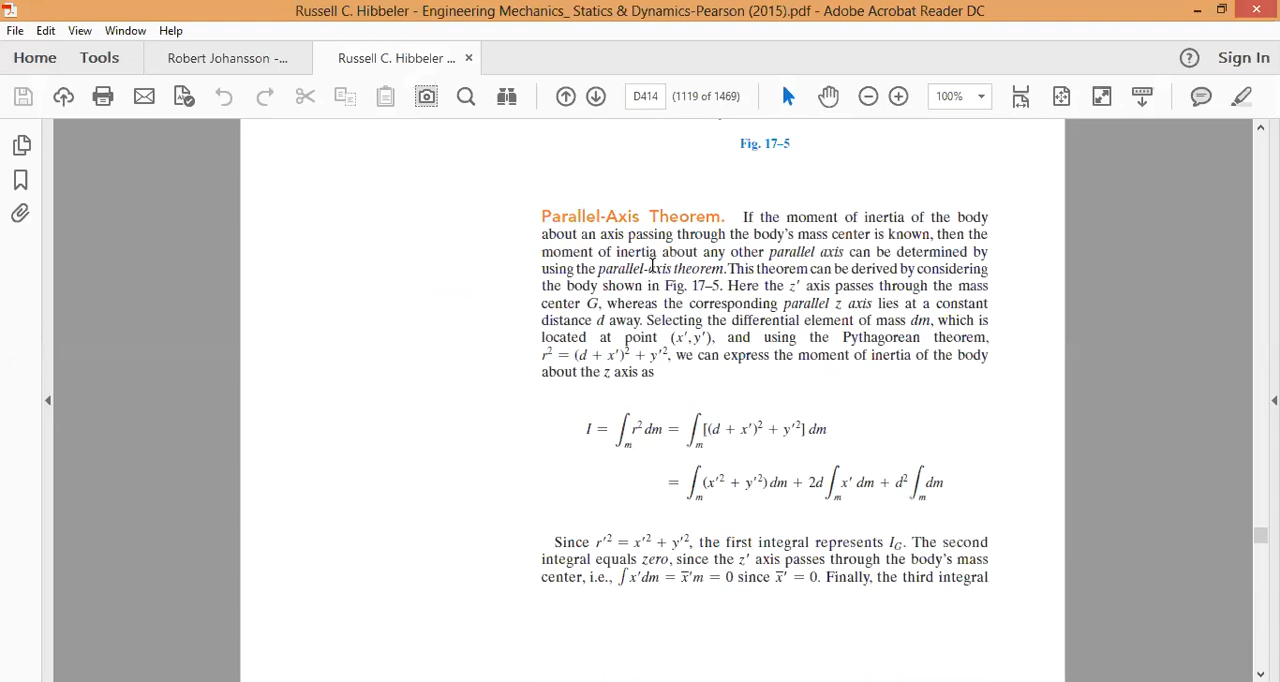 Russell C. Hibbeler - Engineering Mechanics_ Statics & Dynamics-Pearson (2015).pdf - Adobe Acrobat Reader DC
File Edit View Window Help
Home Tools Robert Johansson -... Russell C. Hibbeler ... × Sign In
D414 (1119 of 1469) 100%
Fig. 17–5
Parallel-Axis Theorem. If the moment of inertia of the body
about an axis passing through the body's mass center is known, then the
moment of inertia about any other parallel axis can be determined by
using the parallel-axis theorem. This theorem can be derived by considering
the body shown in Fig. 17–5. Here the z′ axis passes through the mass
center G, whereas the corresponding parallel z axis lies at a constant
distance d away. Selecting the differential element of mass dm, which is
located at point (x′, y′), and using the Pythagorean theorem,
r² = (d + x′)² + y′², we can express the moment of inertia of the body
about the z axis as
I = ∫ₘ r² dm = ∫ₘ [(d + x′)² + y′²] dm
= ∫ₘ (x′² + y′²) dm + 2d ∫ₘ x′ dm + d² ∫ₘ dm
Since r′² = x′² + y′², the first integral represents I_G. The second
integral equals zero, since the z′ axis passes through the body's mass
center, i.e., ∫x′dm = x̅′m = 0 since x̅′ = 0. Finally, the third integral